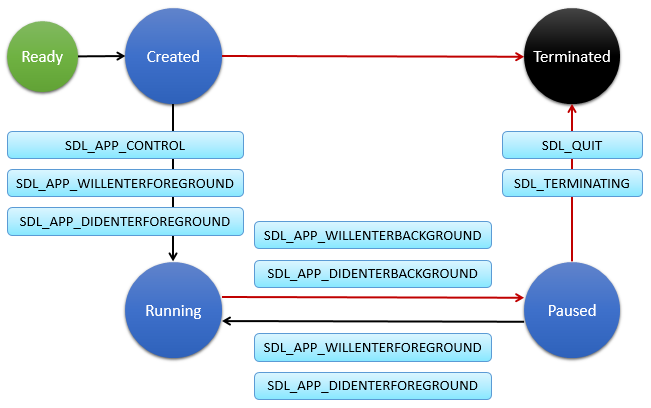 Ready
Created
Terminated
SDL_APP_CONTROL
SDL_APP_WILLENTERFOREGROUND
SDL_APP_DIDENTERFOREGROUND
SDL_QUIT
SDL_TERMINATING
SDL_APP_WILLENTERBACKGROUND
SDL_APP_DIDENTERBACKGROUND
Running
Paused
SDL_APP_WILLENTERFOREGROUND
SDL_APP_DIDENTERFOREGROUND